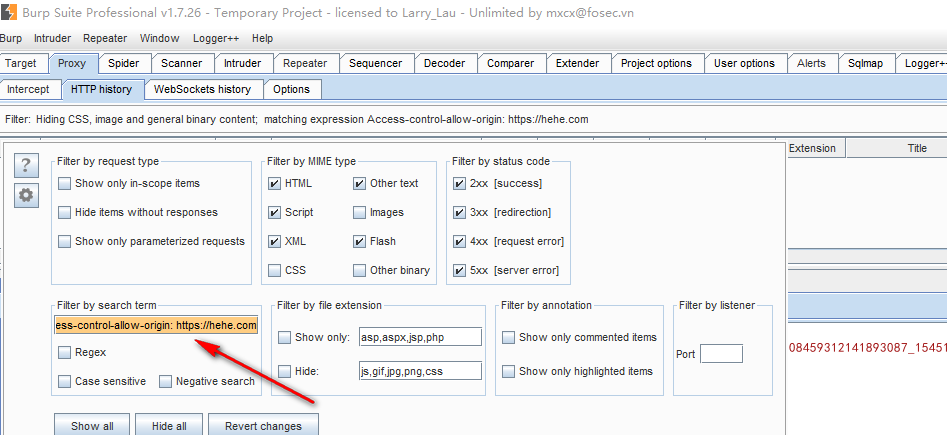 Burp Suite Professional v1.7.26 - Temporary Project - licensed to Larry_Lau - Unlimited by mxcx@fosec.vn
Burp Intruder Repeater Window Logger++ Help
Target Proxy Spider Scanner Intruder Repeater Sequencer Decoder Comparer Extender Project options User options Alerts Sqlmap Logger+
Intercept HTTP history WebSockets history Options
Filter: Hiding CSS, image and general binary content; matching expression Access-control-allow-origin: https://hehe.com
Extension Title
? Filter by request type Filter by MIME type Filter by status code
Show only in-scope items HTML Other text 2xx [success]
Hide items without responses Script Images 3xx [redirection]
Show only parameterized requests XML Flash 4xx [request error]
CSS Other binary 5xx [server error]
Filter by search term Filter by file extension Filter by annotation Filter by listener
ess-control-allow-origin: https://hehe.com Show only: asp,aspx,jsp,php Show only commented items
Regex Port 08459312141893087_15451
Case sensitive Negative search Hide: js,gif,jpg,png,css Show only highlighted items
Show all Hide all Revert changes